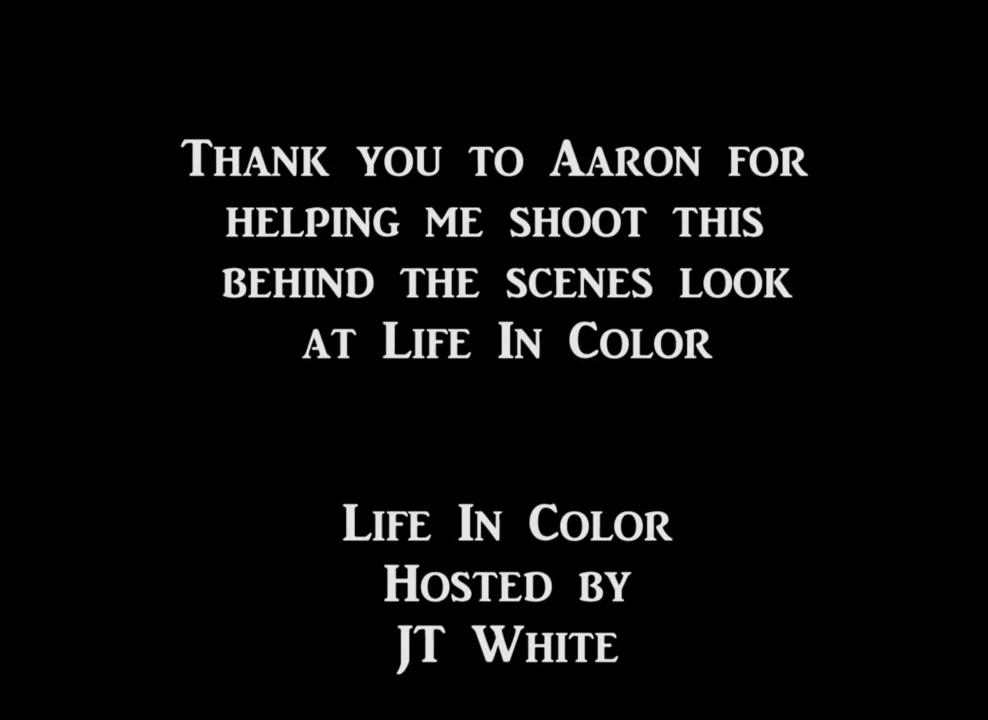 Thank you to Aaron for
helping me shoot this
behind the scenes look
at Life In Color
Life In Color
Hosted by
JT White